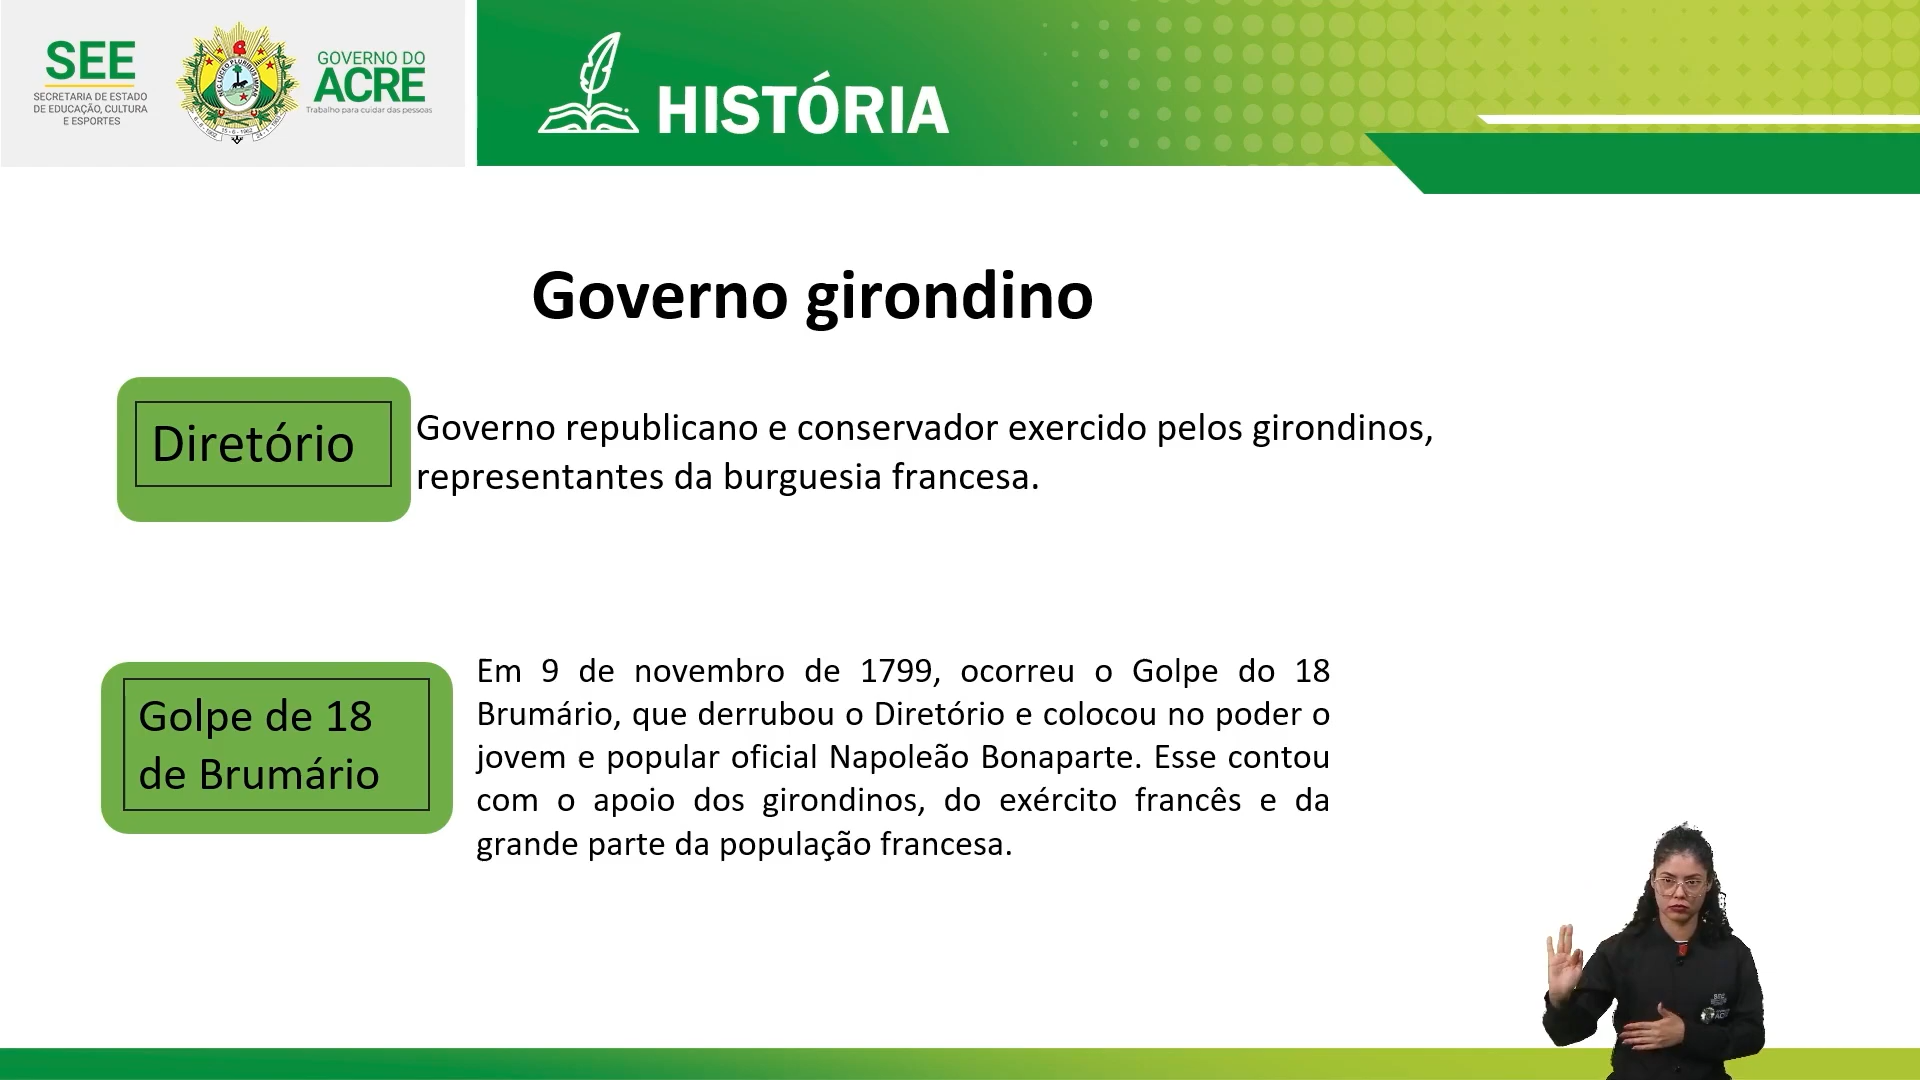 SEE
SECRETARIA DE ESTADO
DE EDUCAÇÃO, CULTURA
E ESPORTES
GOVERNO DO
ACRE
Trabalho para cuidar das pessoas
HISTÓRIA
Governo girondino
Diretório
Governo republicano e conservador exercido pelos girondinos,
representantes da burguesia francesa.
Golpe de 18
de Brumário
Em 9 de novembro de 1799, ocorreu o Golpe do 18
Brumário, que derrubou o Diretório e colocou no poder o
jovem e popular oficial Napoleão Bonaparte. Esse contou
com o apoio dos girondinos, do exército francês e da
grande parte da população francesa.